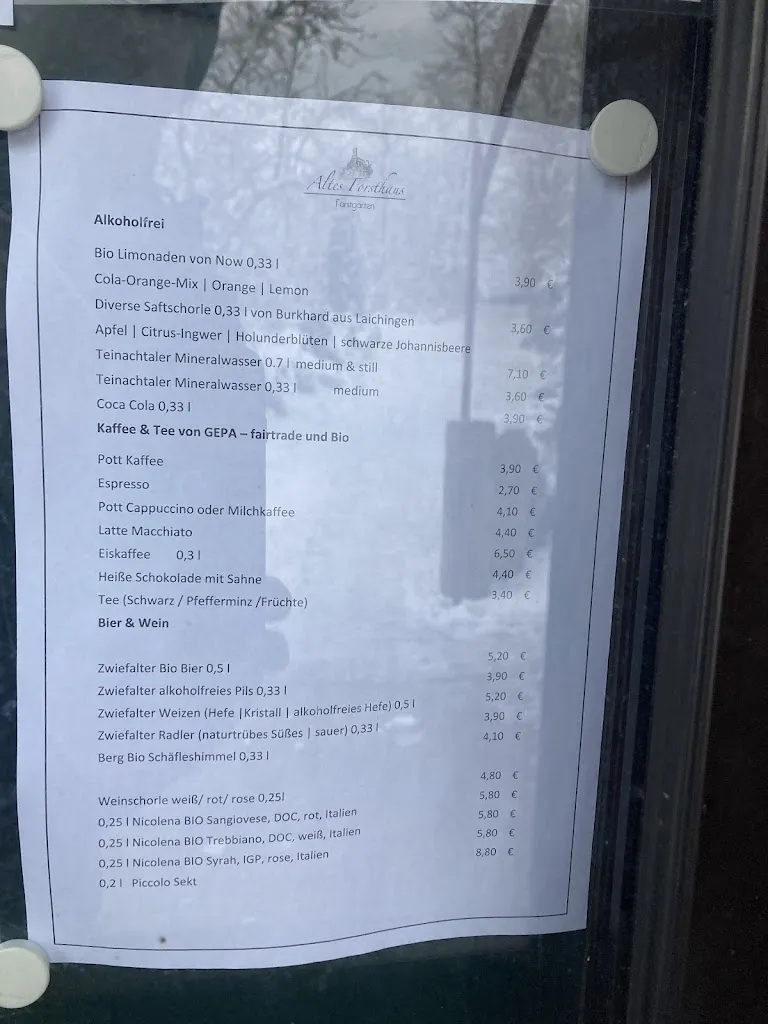 Altes Forsthaus
Forstgarten
Alkoholfrei
Bio Limonaden von Now 0,33 l
Cola-Orange-Mix | Orange | Lemon 3,90 €
Diverse Saftschorle 0,33 l von Burkhard aus Laichingen
Apfel | Citrus-Ingwer | Holunderblüten | schwarze Johannisbeere 3,60 €
Teinachtaler Mineralwasser 0.7 l medium & still 7,10 €
Teinachtaler Mineralwasser 0,33 l medium 3,60 €
Coca Cola 0,33 l 3,90 €
Kaffee & Tee von GEPA – fairtrade und Bio
Pott Kaffee 3,90 €
Espresso 2,70 €
Pott Cappuccino oder Milchkaffee 4,10 €
Latte Macchiato 4,40 €
Eiskaffee 0,3 l 6,50 €
Heiße Schokolade mit Sahne 4,40 €
Tee (Schwarz / Pfefferminz /Früchte) 3,40 €
Bier & Wein
Zwiefalter Bio Bier 0,5 l 5,20 €
Zwiefalter alkoholfreies Pils 0,33 l 3,90 €
Zwiefalter Weizen (Hefe |Kristall | alkoholfreies Hefe) 0,5 l 5,20 €
Zwiefalter Radler (naturtrübes Süßes | sauer) 0,33 l 3,90 €
Berg Bio Schäfleshimmel 0,33 l 4,10 €
Weinschorle weiß/ rot/ rose 0,25l 4,80 €
0,25 l Nicolena BIO Sangiovese, DOC, rot, Italien 5,80 €
0,25 l Nicolena BIO Trebbiano, DOC, weiß, Italien 5,80 €
0,25 l Nicolena BIO Syrah, IGP, rose, Italien 5,80 €
0,2 l Piccolo Sekt 8,80 €